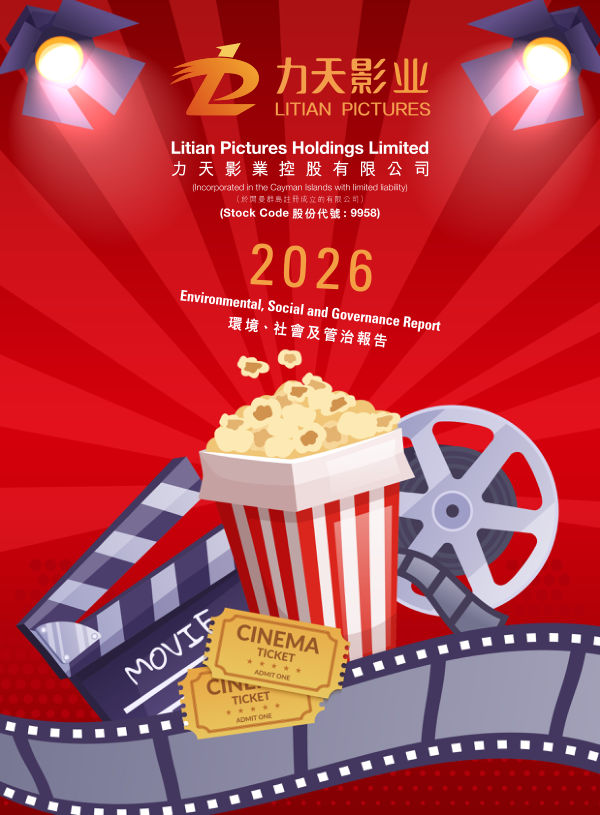 力天影业
LITIAN PICTURES
Litian Pictures Holdings Limited
力天影業控股有限公司
(Incorporated in the Cayman Islands with limited liability)
(於開曼群島註冊成立的有限公司)
(Stock Code 股份代號 : 9958)
2026
Environmental, Social and Governance Report
環境、社會及管治報告
MOVIE
CINEMA
TICKET
ADMIT ONE
CINE
TICKET
ADMIT ONE